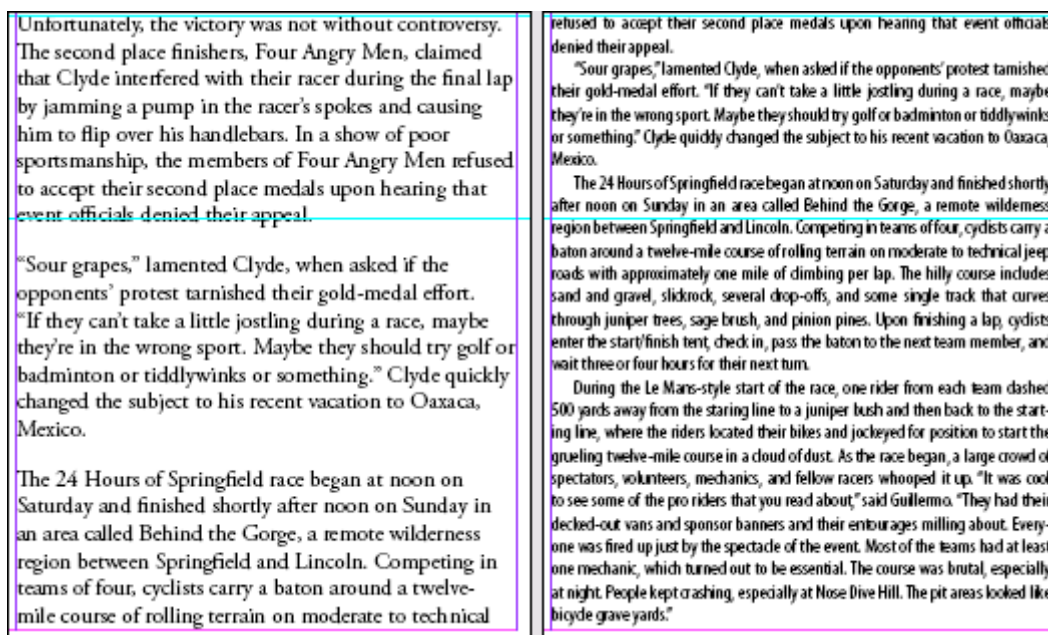 Unfortunately, the victory was not without controversy.
The second place finishers, Four Angry Men, claimed
that Clyde interfered with their racer during the final lap
by jamming a pump in the racer's spokes and causing
him to flip over his handlebars. In a show of poor
sportsmanship, the members of Four Angry Men refused
to accept their second place medals upon hearing that
event officials denied their appeal.
“Sour grapes,” lamented Clyde, when asked if the
opponents’ protest tarnished their gold-medal effort.
“If they can’t take a little jostling during a race, maybe
they’re in the wrong sport. Maybe they should try golf or
badminton or tiddlywinks or something.” Clyde quickly
changed the subject to his recent vacation to Oaxaca,
Mexico.
The 24 Hours of Springfield race began at noon on
Saturday and finished shortly after noon on Sunday in
an area called Behind the Gorge, a remote wilderness
region between Springfield and Lincoln. Competing in
teams of four, cyclists carry a baton around a twelve-
mile course of rolling terrain on moderate to technical
refused to accept their second place medals upon hearing that event officials
denied their appeal.
“Sour grapes,” lamented Clyde, when asked if the opponents’ protest tarnished
their gold-medal effort. “If they can’t take a little jostling during a race, maybe
they’re in the wrong sport. Maybe they should try golf or badminton or tiddlywinks
or something.” Clyde quickly changed the subject to his recent vacation to Oaxaca,
Mexico.
The 24 Hours of Springfield race began at noon on Saturday and finished shortly
after noon on Sunday in an area called Behind the Gorge, a remote wilderness
region between Springfield and Lincoln. Competing in teams of four, cyclists carry a
baton around a twelve-mile course of rolling terrain on moderate to technical jeep
roads with approximately one mile of climbing per lap. The hilly course includes
sand and gravel, slickrock, several drop-offs, and some single track that curves
through juniper trees, sage brush, and pinion pines. Upon finishing a lap, cyclists
enter the start/finish tent, check in, pass the baton to the next team member, and
wait three or four hours for their next turn.
During the Le Mans-style start of the race, one rider from each team dashed
500 yards away from the staring line to a juniper bush and then back to the start-
ing line, where the riders located their bikes and jockeyed for position to start the
grueling twelve-mile course in a cloud of dust. As the race began, a large crowd of
spectators, volunteers, mechanics, and fellow racers whooped it up. “It was cool
to see some of the pro riders that you read about,” said Guillermo. “They had their
decked-out vans and sponsor banners and their entourages milling about. Every-
one was fired up just by the spectacle of the event. Most of the teams had at least
one mechanic, which turned out to be essential. The course was brutal, especially
at night. People kept crashing, especially at Nose Dive Hill. The pit areas looked like
bicycle grave yards.”